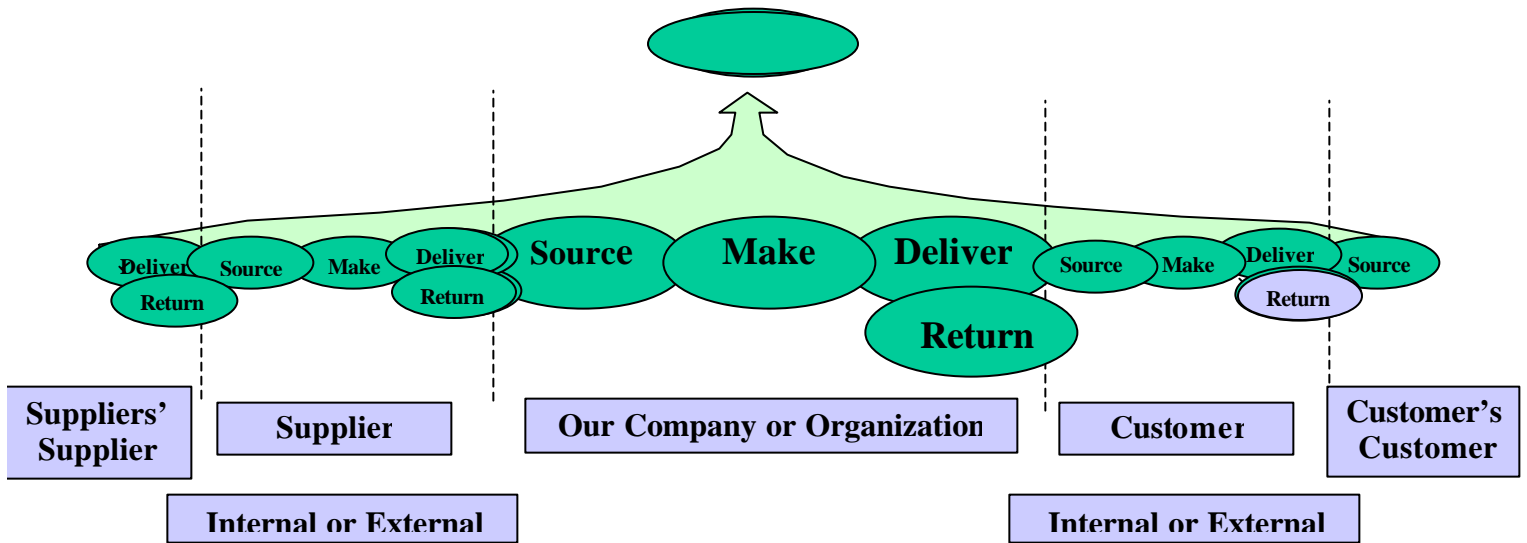 Deliver
Return
Source
Make
Deliver
Return
Source
Make
Deliver
Return
Source
Make
Deliver
Return
Source
Suppliers’
Supplier
Supplier
Our Company or Organization
Customer
Customer’s
Customer
Internal or External
Internal or External